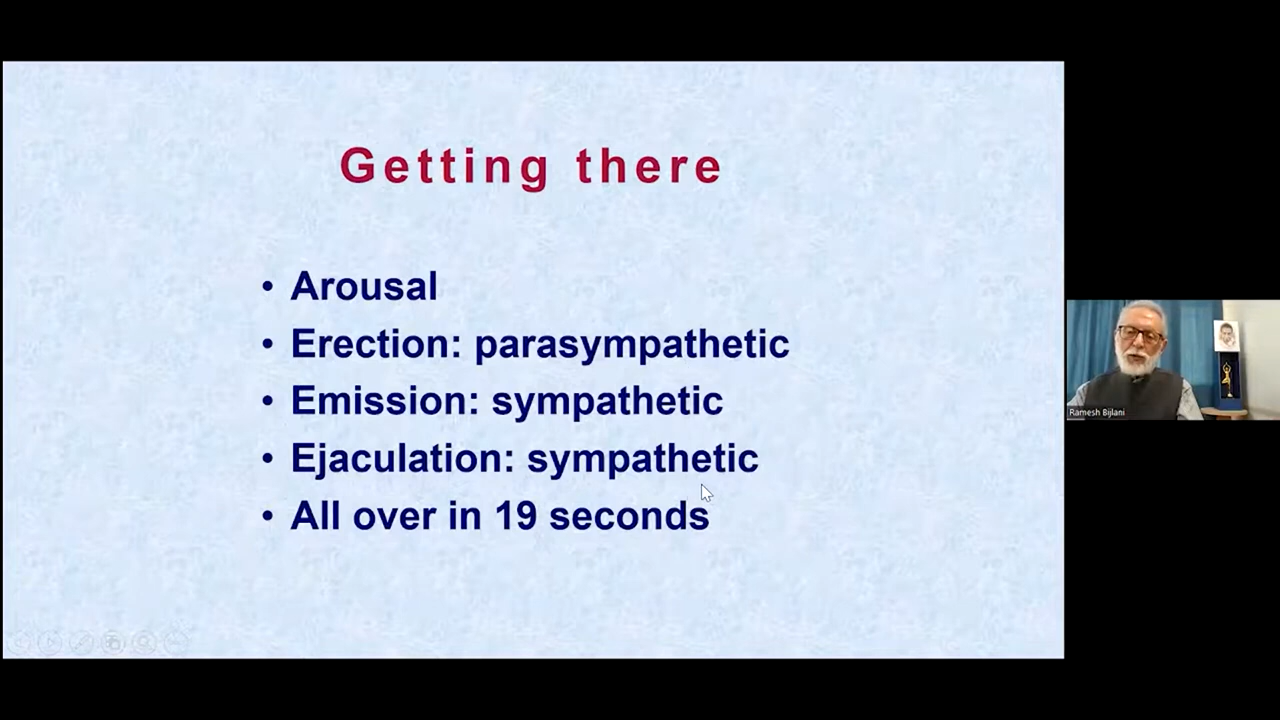 Getting there
• Arousal
• Erection: parasympathetic
• Emission: sympathetic
• Ejaculation: sympathetic
• All over in 19 seconds
Ramesh Bijlani